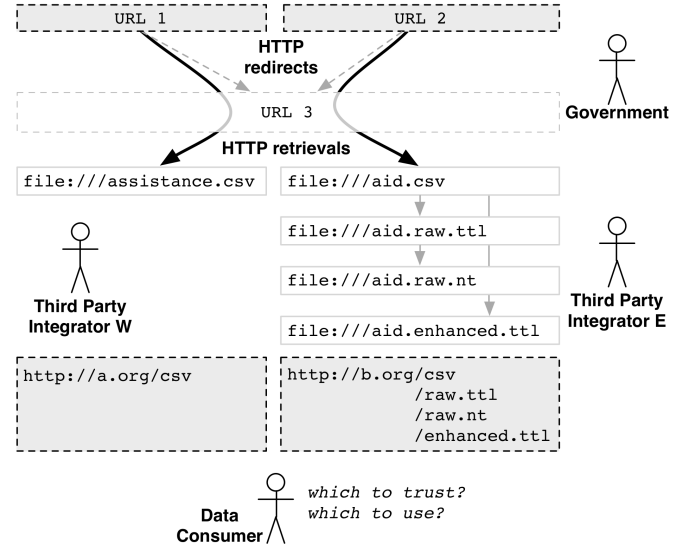 URL 1
URL 2
HTTP
redirects
URL 3
Government
HTTP retrievals
file:///assistance.csv
file:///aid.csv
file:///aid.raw.ttl
file:///aid.raw.nt
file:///aid.enhanced.ttl
Third Party
Integrator W
Third Party
Integrator E
http://a.org/csv
http://b.org/csv
/raw.ttl
/raw.nt
/enhanced.ttl
Data
Consumer
which to trust?
which to use?